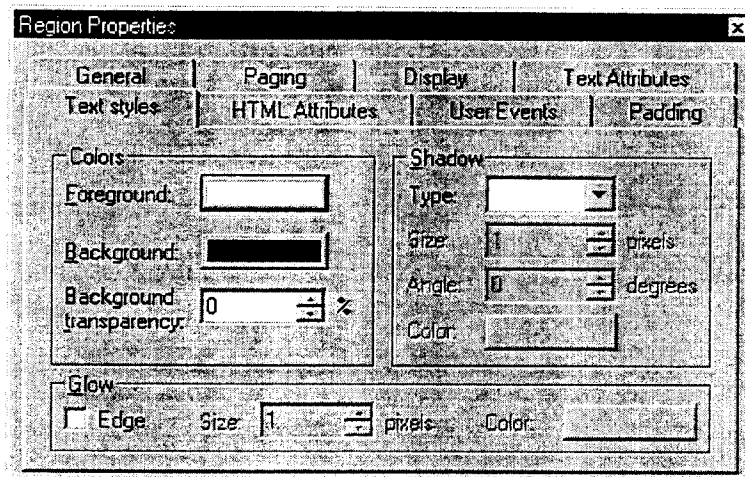 Region Properties
General Paging Display Text Attributes
Text styles HTML Attributes User Events Padding
Colors
Foreground:
Background:
Background transparency: 0 %
Shadow
Type:
Size: 1 pixels
Angle: 0 degrees
Color:
Glow
Edge Size: 1 pixels Color: